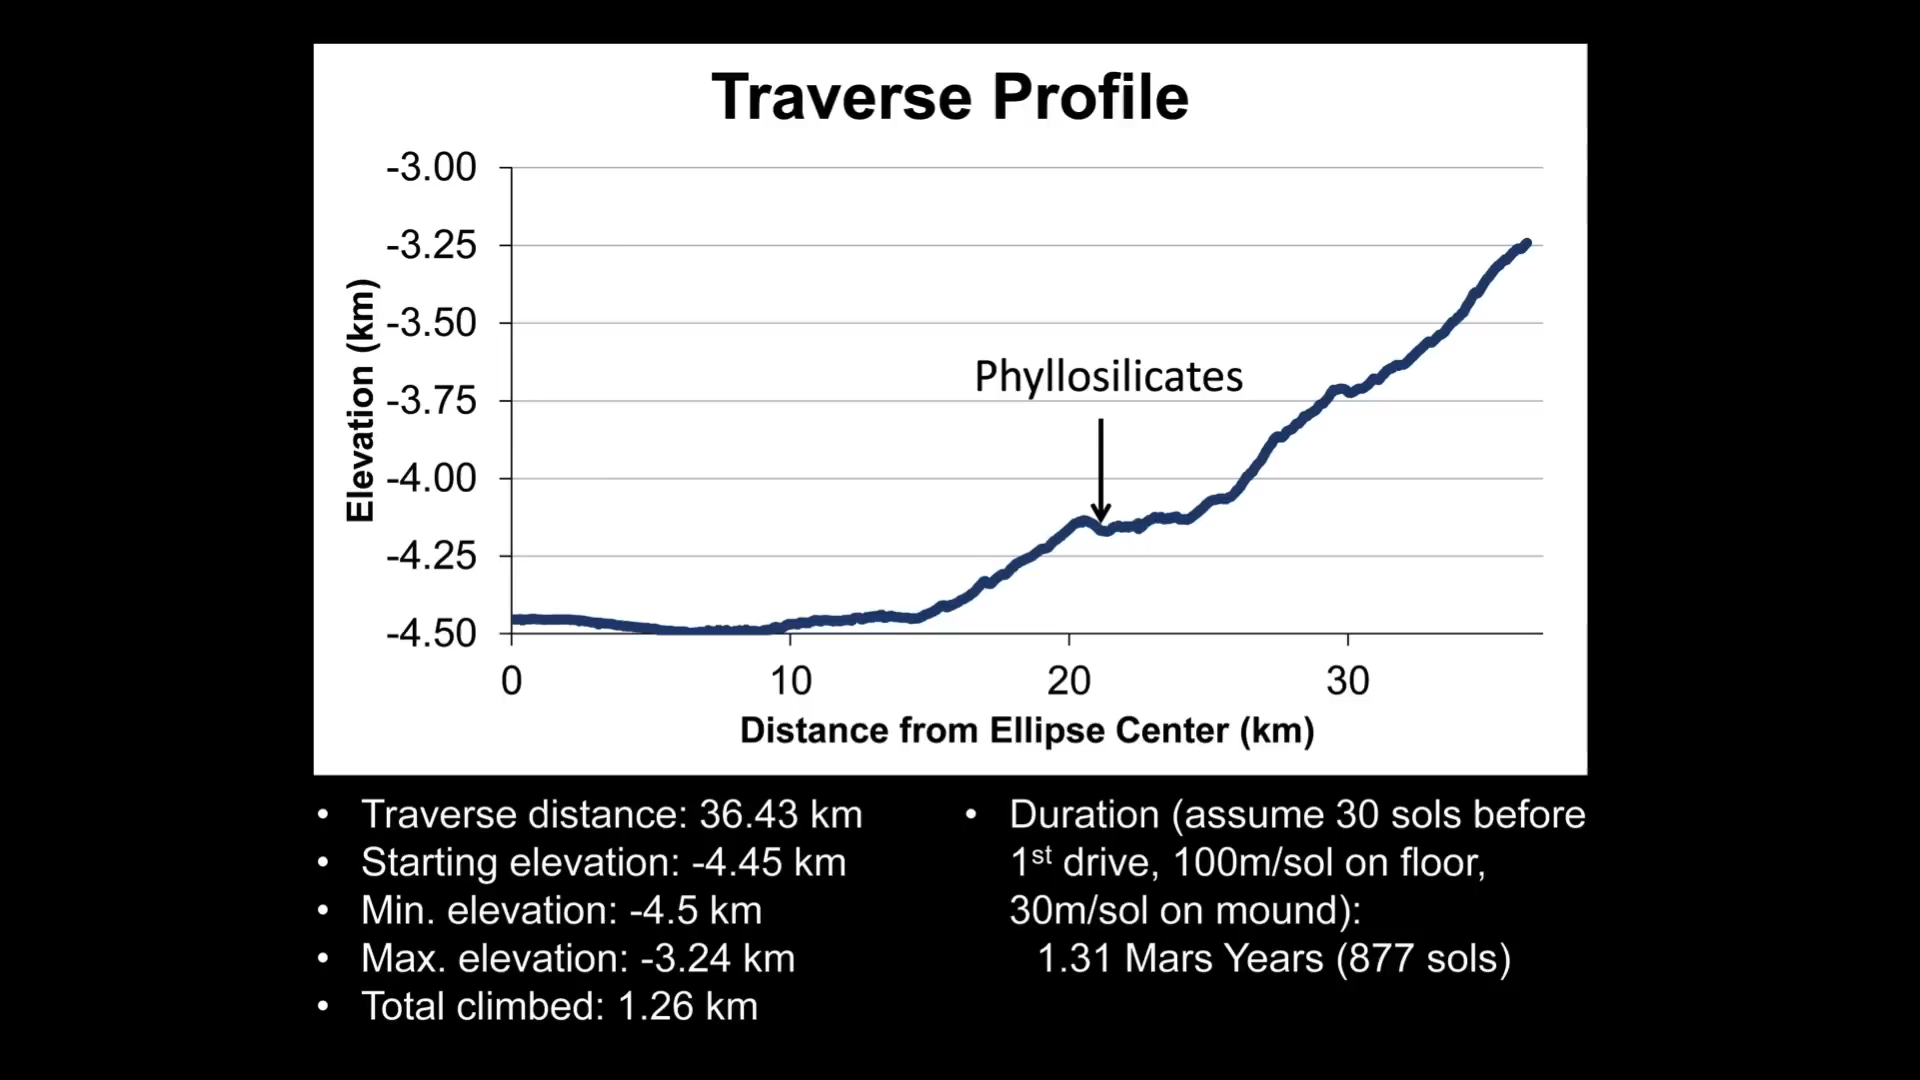 Traverse Profile
-3.00
-3.25
-3.50
-3.75
-4.00
-4.25
-4.50
Elevation (km)
Phyllosilicates
0 10 20 30
Distance from Ellipse Center (km)
• Traverse distance: 36.43 km
• Starting elevation: -4.45 km
• Min. elevation: -4.5 km
• Max. elevation: -3.24 km
• Total climbed: 1.26 km
• Duration (assume 30 sols before
1st drive, 100m/sol on floor,
30m/sol on mound):
1.31 Mars Years (877 sols)